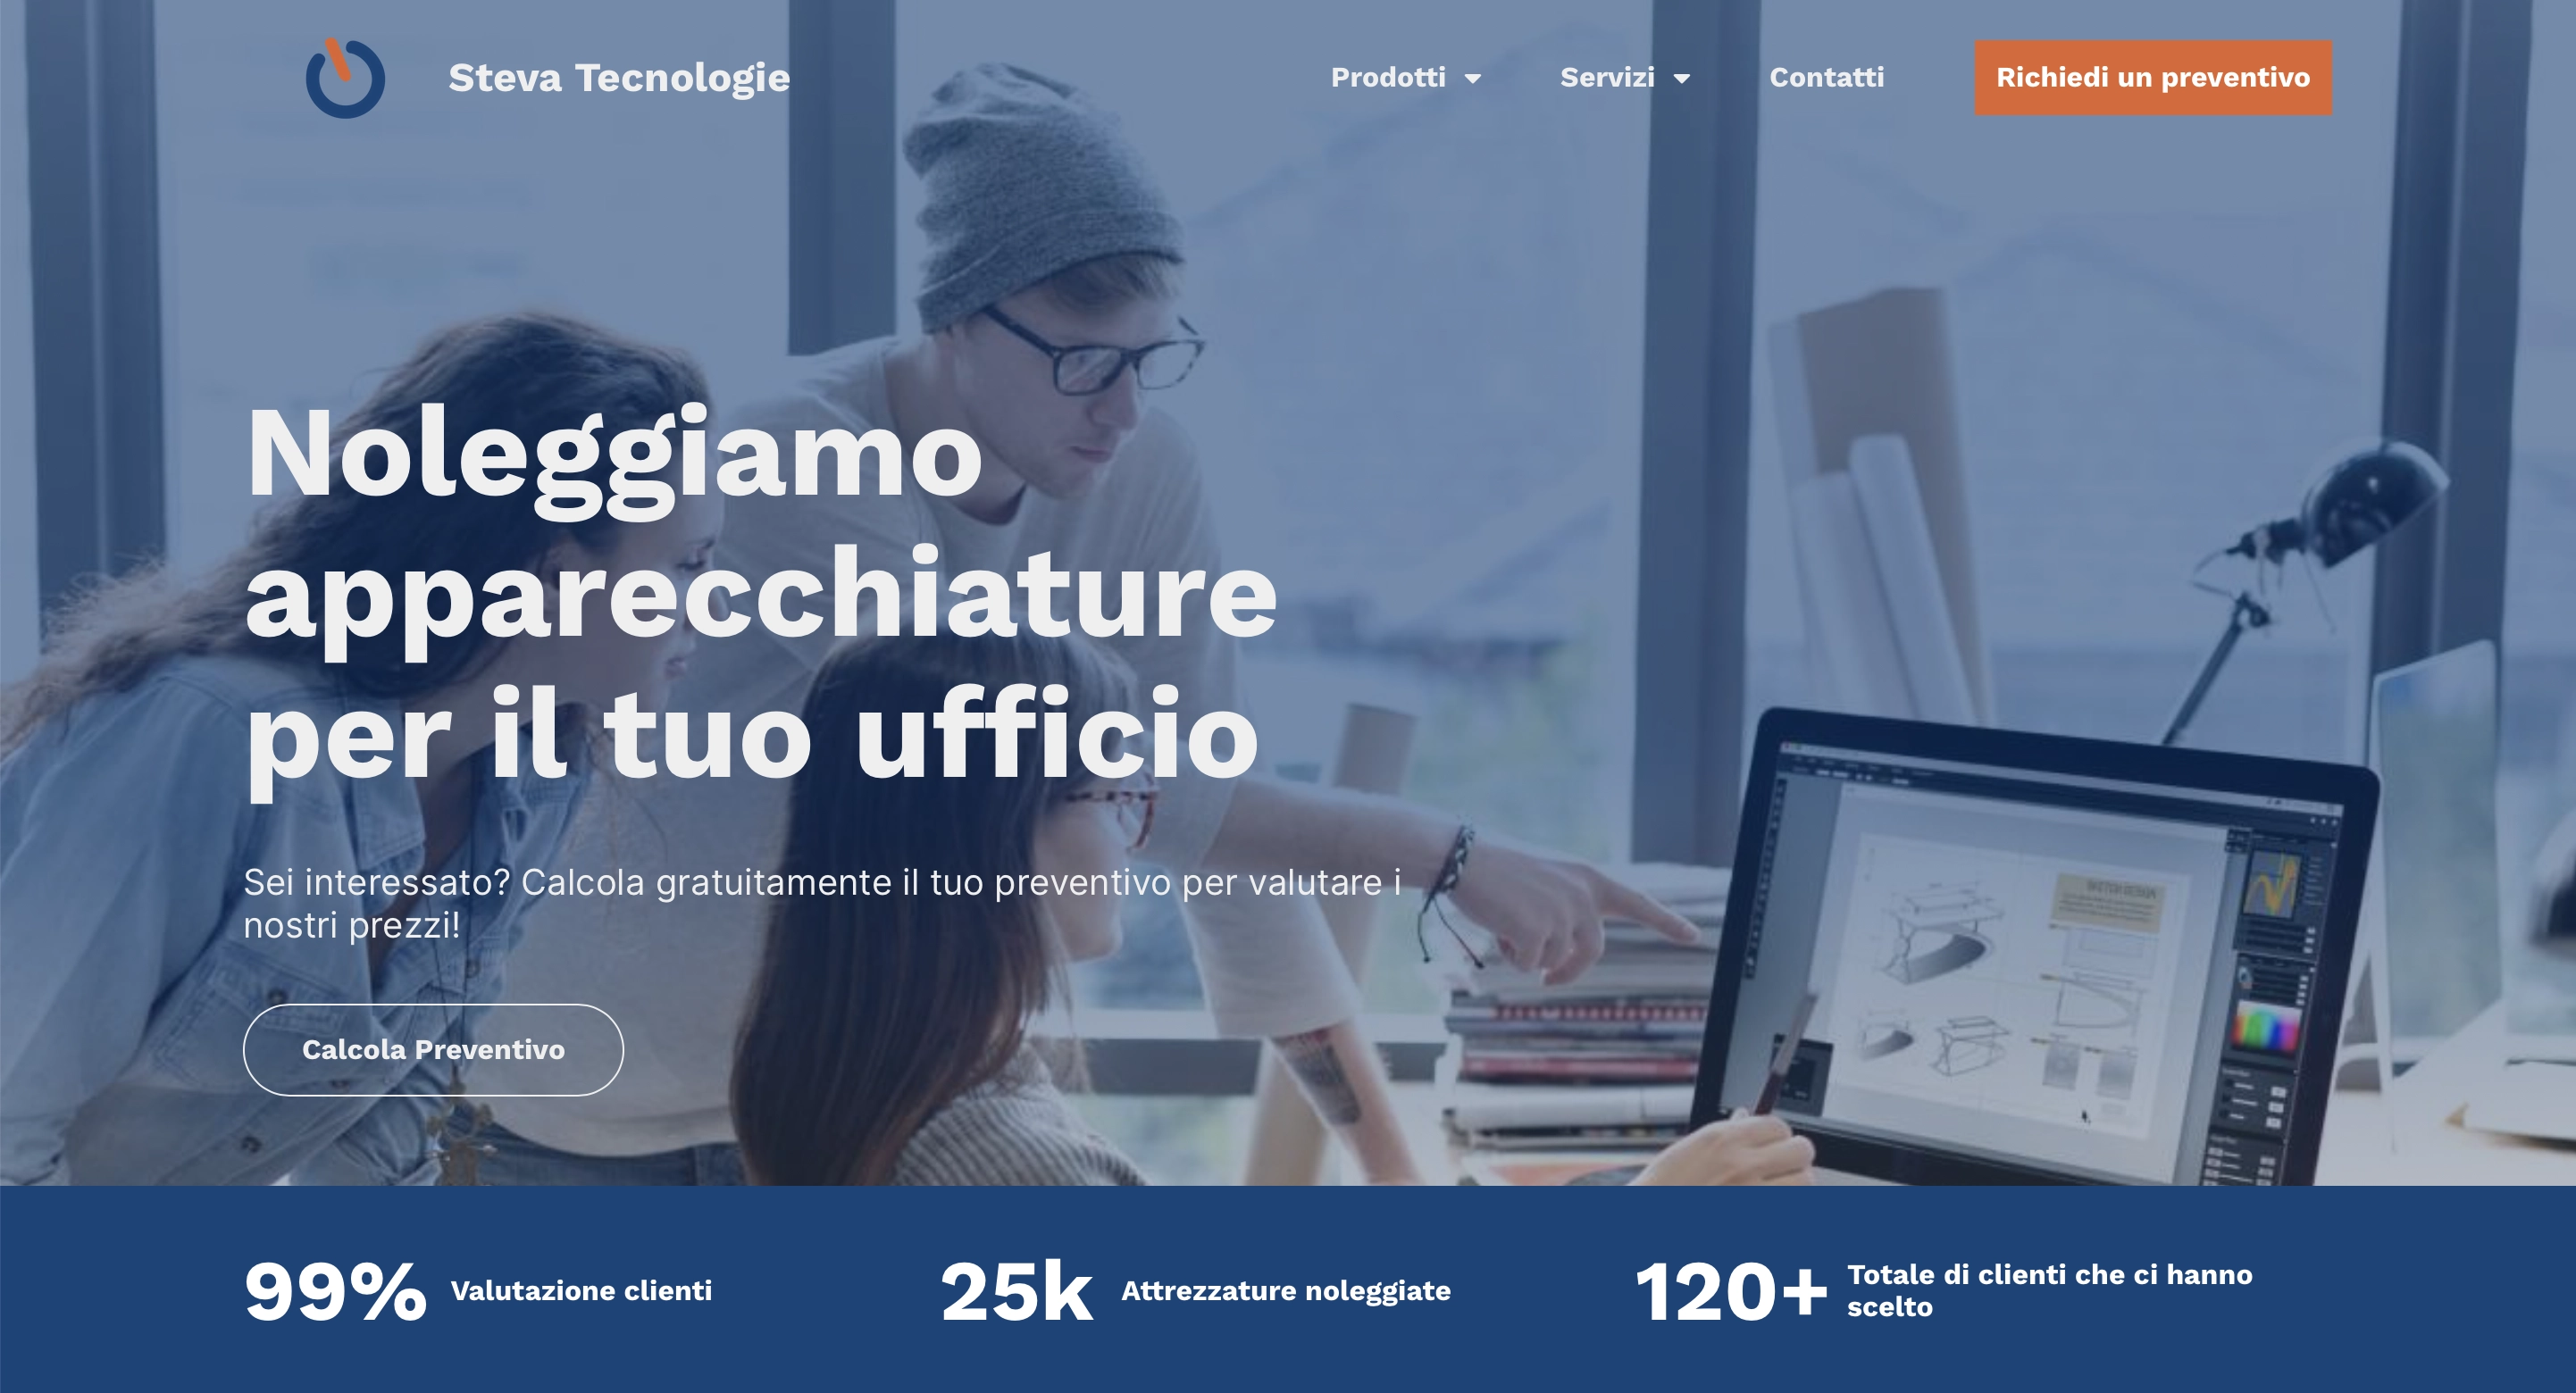 Steva Tecnologie
Prodotti
Servizi
Contatti
Richiedi un preventivo
Noleggiamo
apparecchiature
per il tuo ufficio
Sei interessato? Calcola gratuitamente il tuo preventivo per valutare i
nostri prezzi!
Calcola Preventivo
99% Valutazione clienti
25k Attrezzature noleggiate
120+ Totale di clienti che ci hanno
scelto